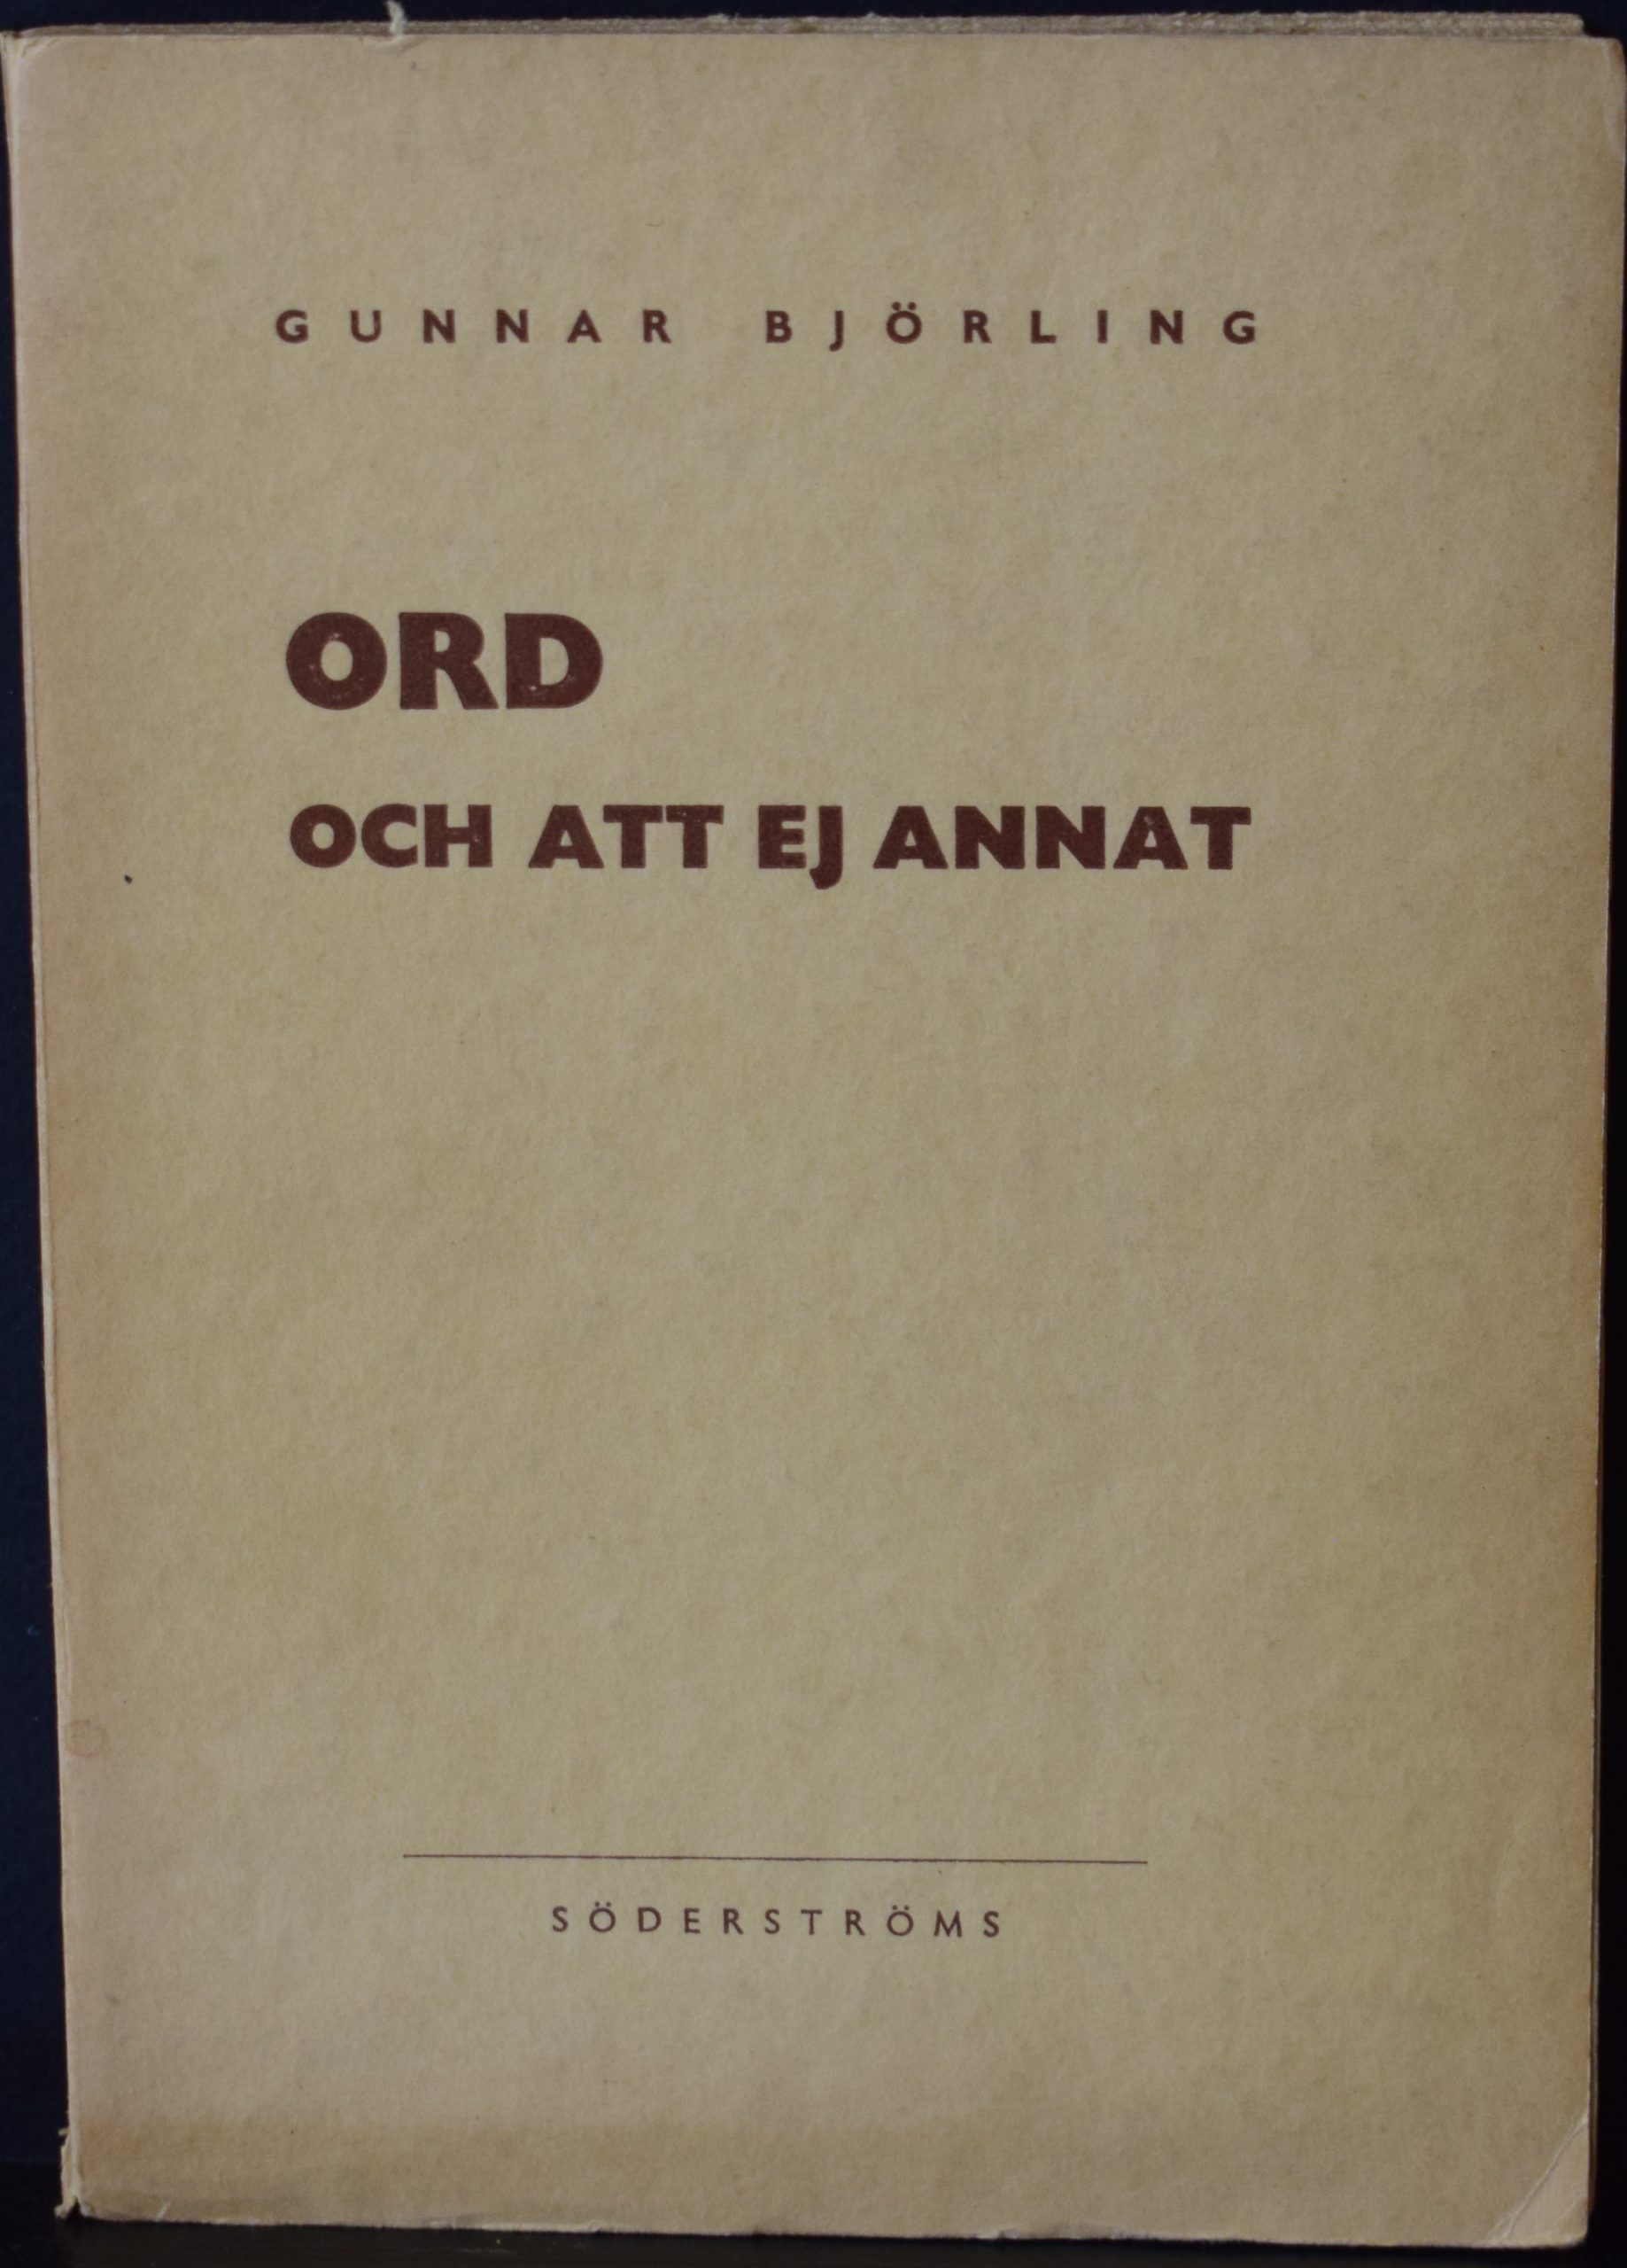 GUNNAR BJÖRLING
ORD
OCH ATT EJ ANNAT
SÖDERSTRÖMS